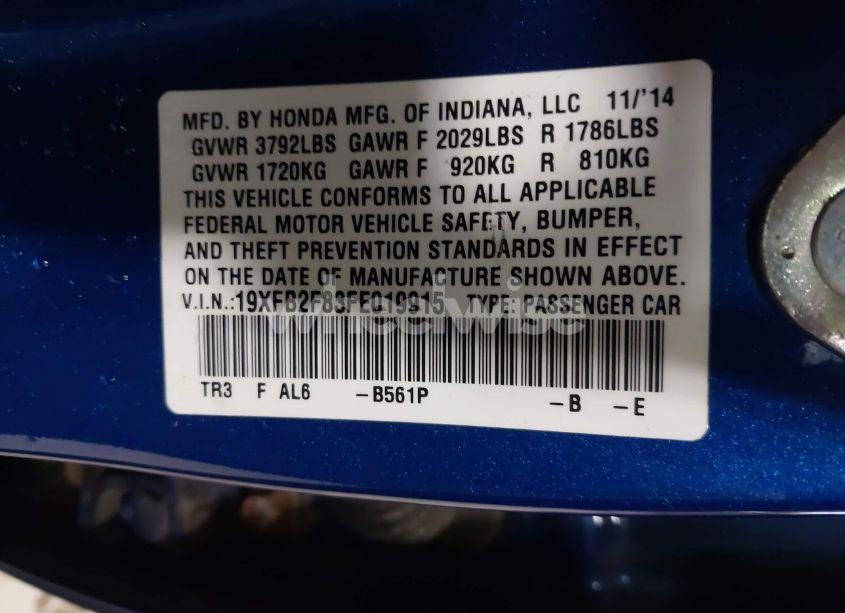 MFD. BY HONDA MFG. OF INDIANA, LLC 11/'14
GVWR 3792LBS GAWR F 2029LBS R 1786LBS
GVWR 1720KG GAWR F 920KG R 810KG
THIS VEHICLE CONFORMS TO ALL APPLICABLE
FEDERAL MOTOR VEHICLE SAFETY, BUMPER,
AND THEFT PREVENTION STANDARDS IN EFFECT
ON THE DATE OF MANUFACTURE SHOWN ABOVE.
V.I.N.: TYPE: PASSENGER CAR
wheelwise
TR3 F AL6 -B561P -B -E